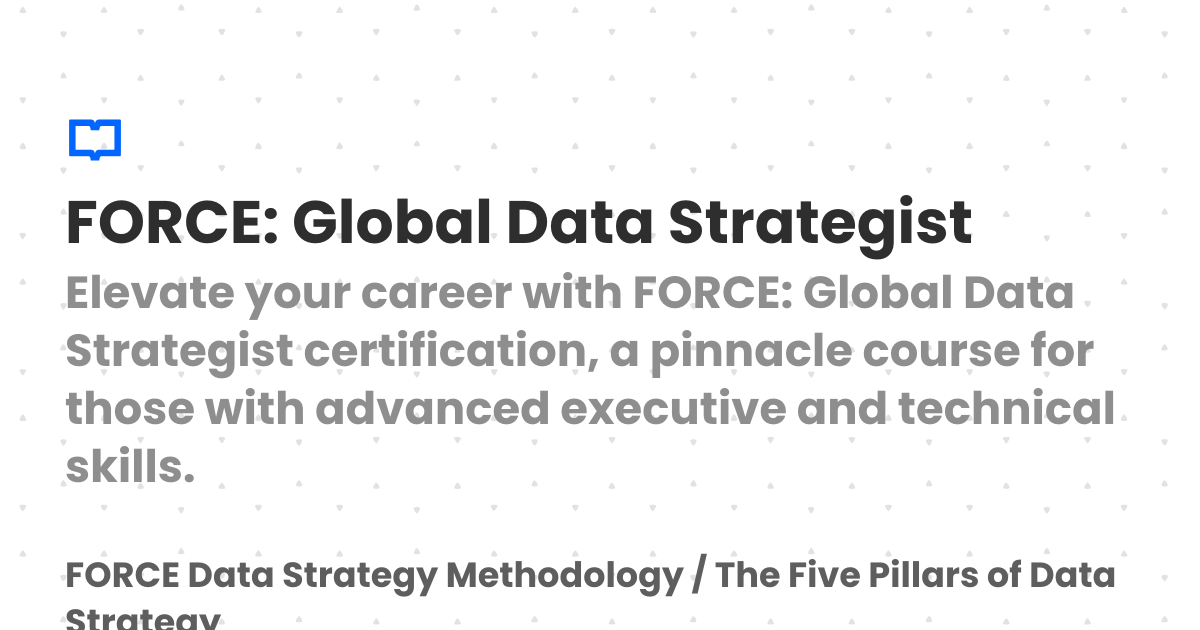 FORCE: Global Data Strategist
Elevate your career with FORCE: Global Data
Strategist certification, a pinnacle course for
those with advanced executive and technical
skills.
FORCE Data Strategy Methodology / The Five Pillars of Data
Strategy